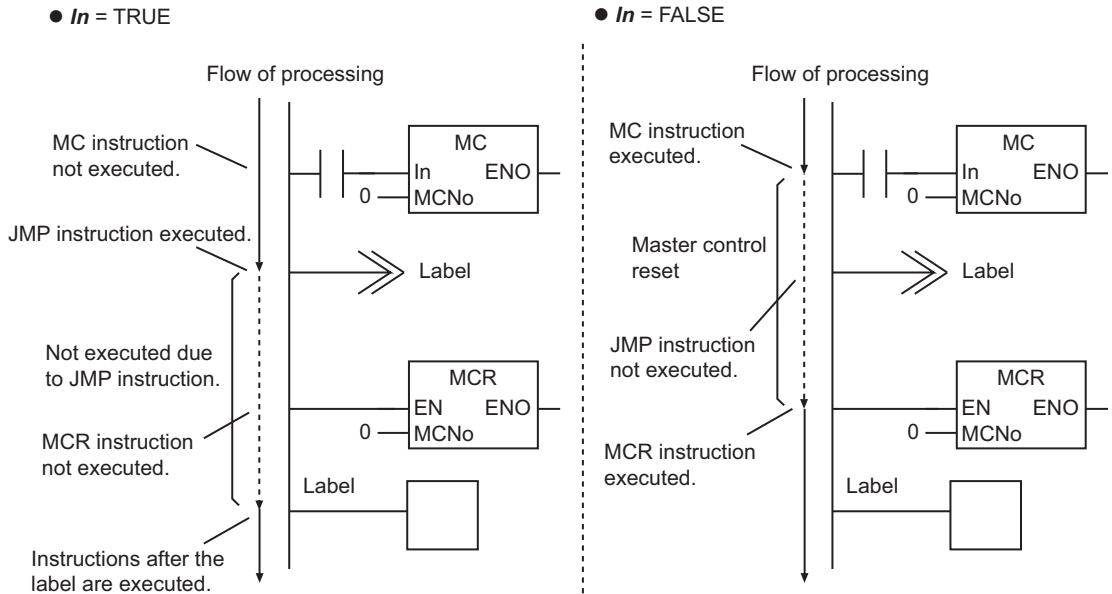 ● In = TRUE
Flow of processing
MC instruction
not executed.
MC
In ENO
0 MCNo
JMP instruction executed.
Label
Not executed due
to JMP instruction.
MCR
EN ENO
0 MCNo
MCR instruction
not executed.
Label
Instructions after the
label are executed.
● In = FALSE
Flow of processing
MC instruction
executed.
MC
In ENO
0 MCNo
Master control
reset
Label
JMP instruction
not executed.
MCR
EN ENO
0 MCNo
MCR instruction
executed.
Label